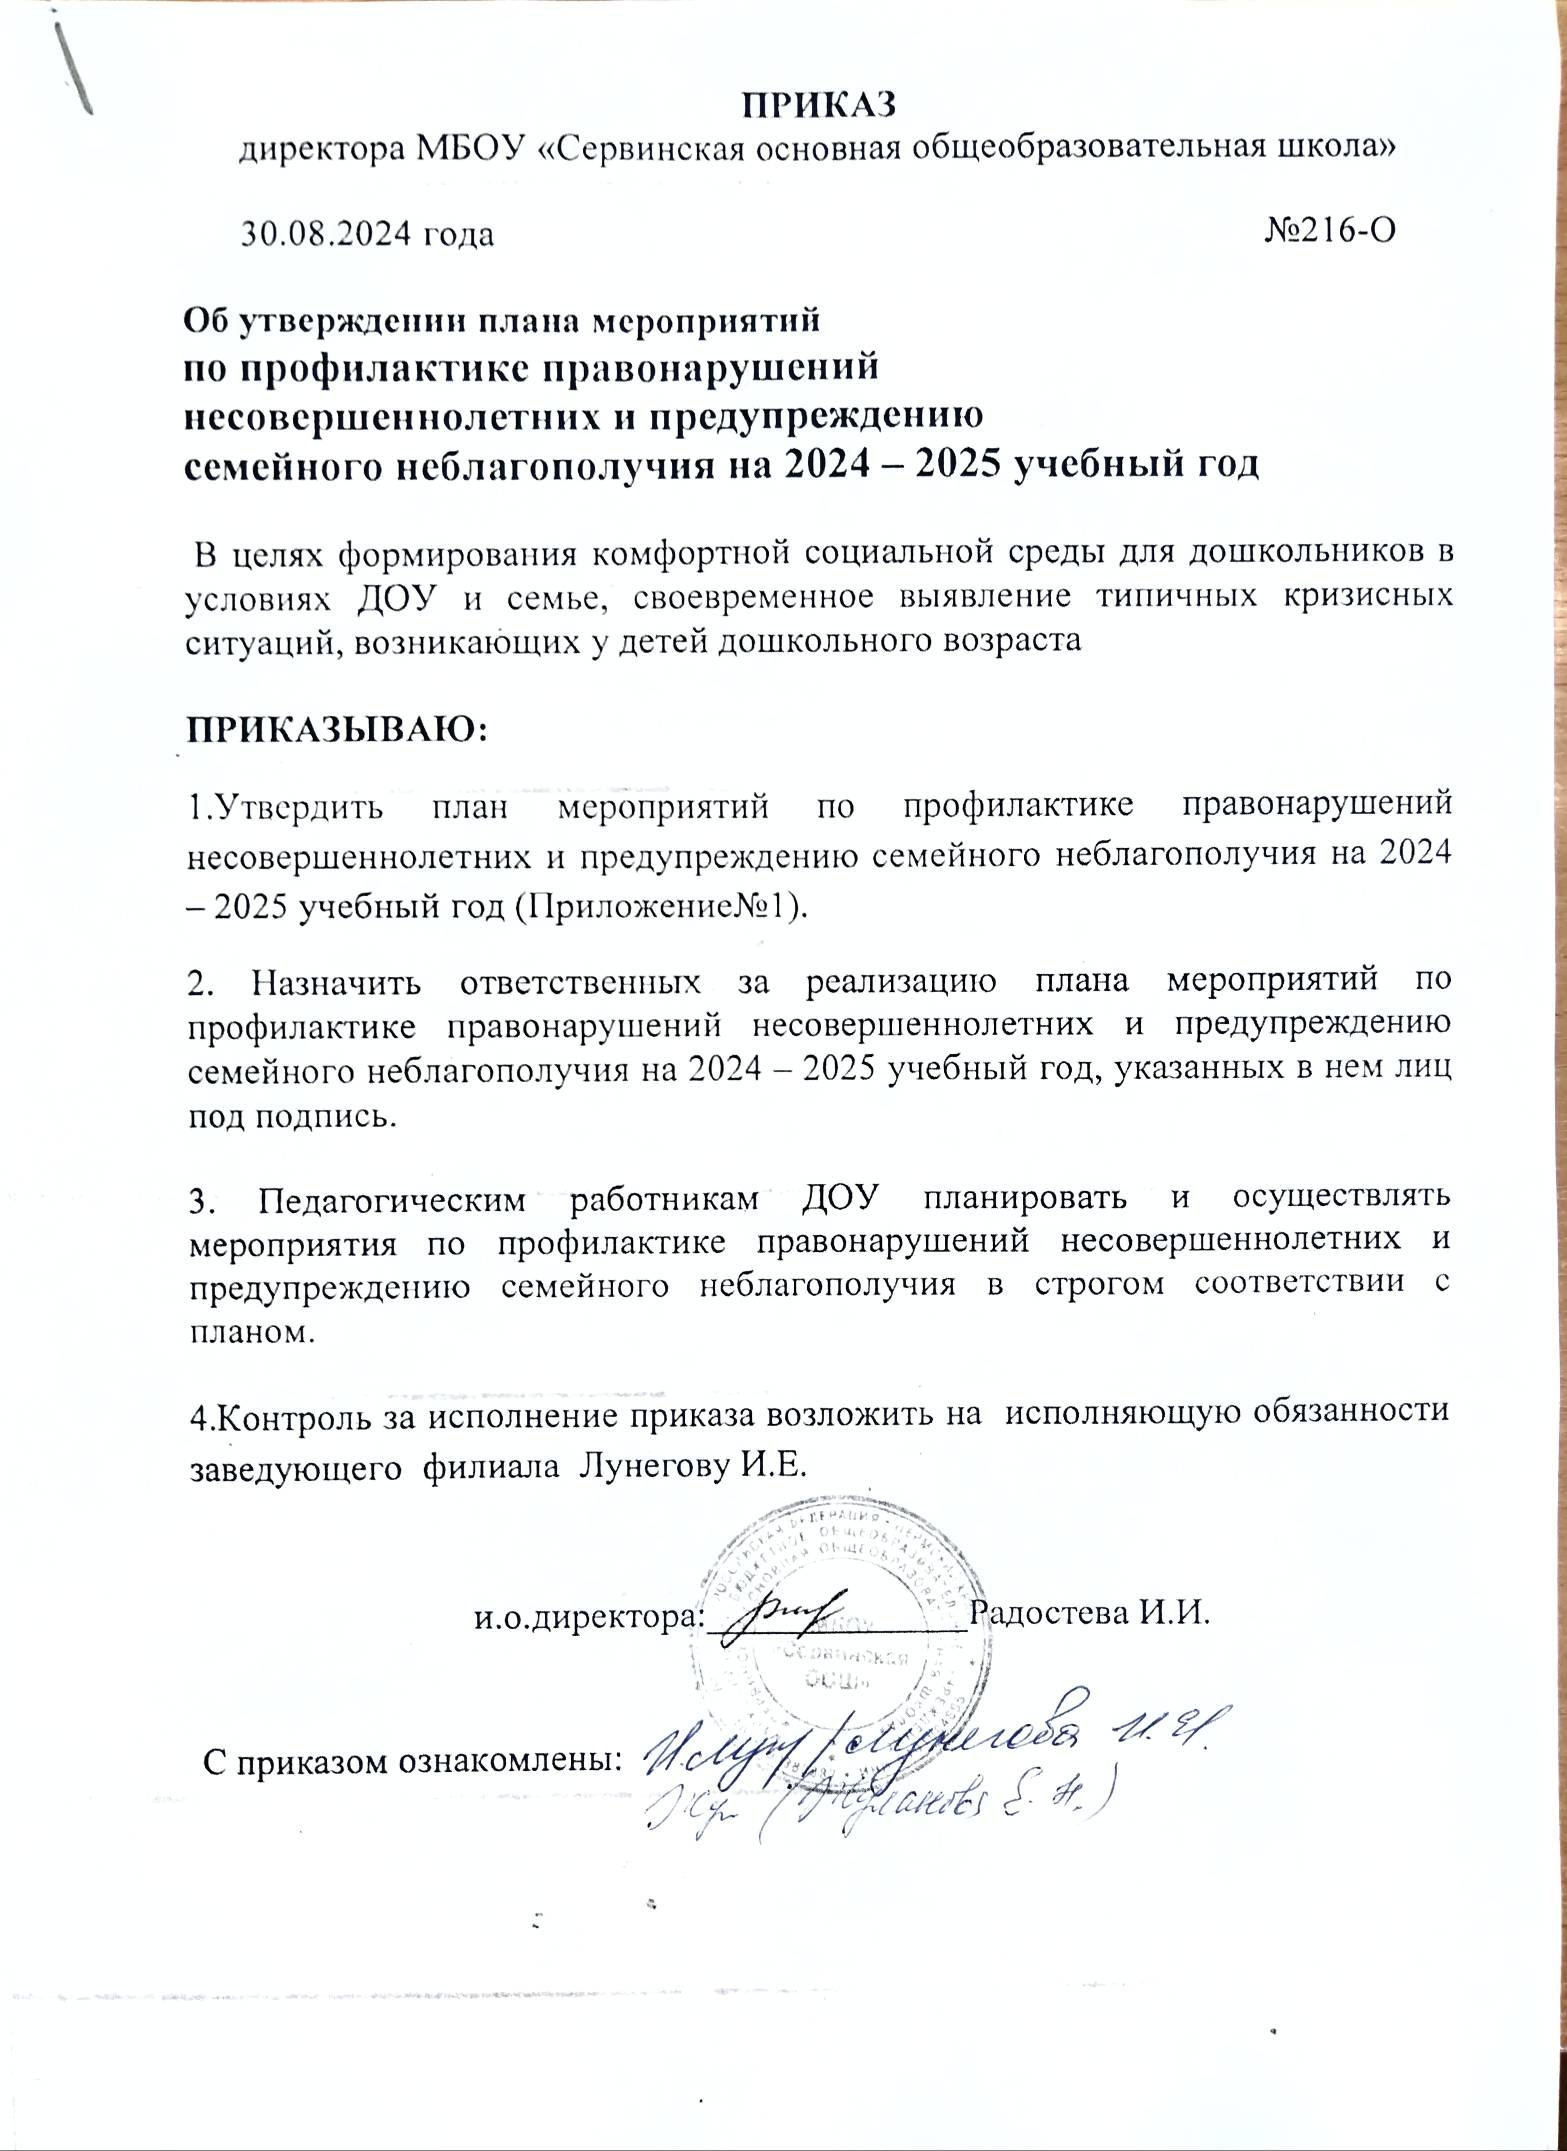 ПРИКАЗ
директора МБОУ «Сервинская основная общеобразовательная школа»
30.08.2024 года №216-О
Об утверждении плана мероприятий
по профилактике правонарушений
несовершеннолетних и предупреждению
семейного неблагополучия на 2024 – 2025 учебный год
В целях формирования комфортной социальной среды для дошкольников в
условиях ДОУ и семье, своевременное выявление типичных кризисных
ситуаций, возникающих у детей дошкольного возраста
ПРИКАЗЫВАЮ:
1.Утвердить план мероприятий по профилактике правонарушений
несовершеннолетних и предупреждению семейного неблагополучия на 2024
– 2025 учебный год (Приложение№1).
2. Назначить ответственных за реализацию плана мероприятий по
профилактике правонарушений несовершеннолетних и предупреждению
семейного неблагополучия на 2024 – 2025 учебный год, указанных в нем лиц
под подпись.
3. Педагогическим работникам ДОУ планировать и осуществлять
мероприятия по профилактике правонарушений несовершеннолетних и
предупреждению семейного неблагополучия в строгом соответствии с
планом.
4.Контроль за исполнение приказа возложить на исполняющую обязанности
заведующего филиала Лунегову И.Е.
и.о.директора: Радостева И.И.
МБОУ
«Сервинская
ООШ»
С приказом ознакомлены: Лунегова И.Е.